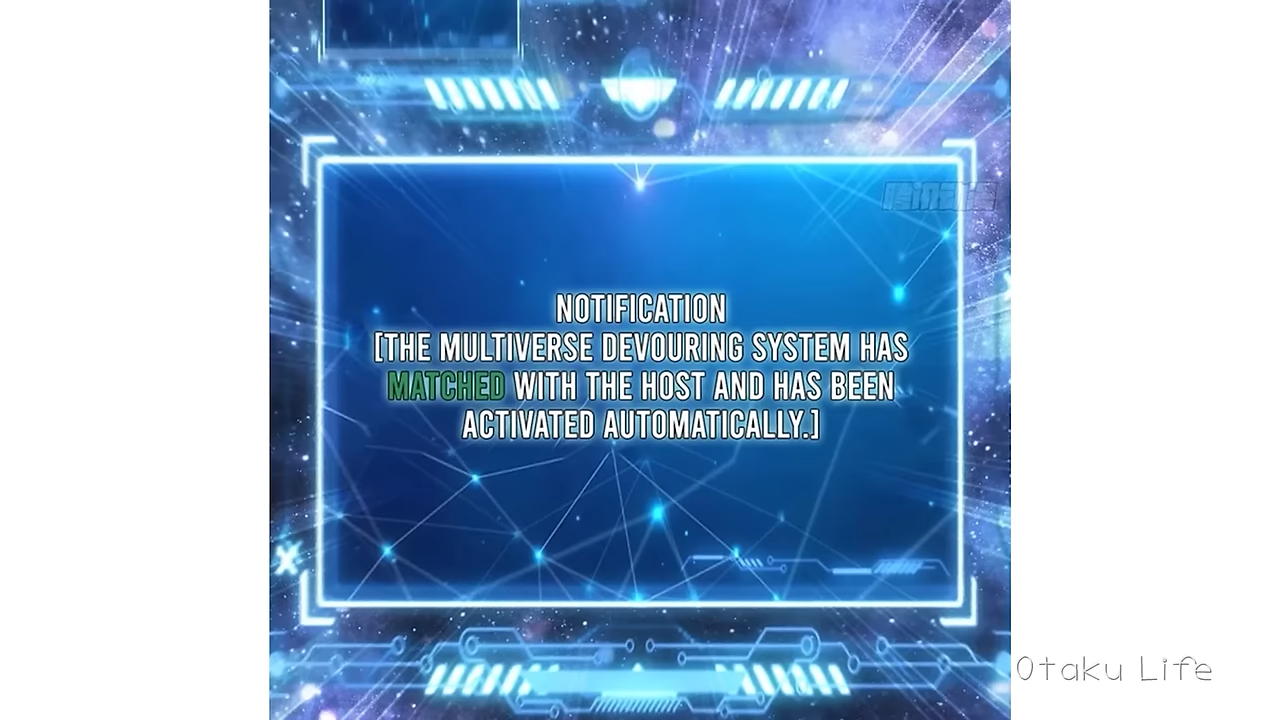 NOTIFICATION
[THE MULTIVERSE DEVOURING SYSTEM HAS
MATCHED WITH THE HOST AND HAS BEEN
ACTIVATED AUTOMATICALLY.]
Otaku Life